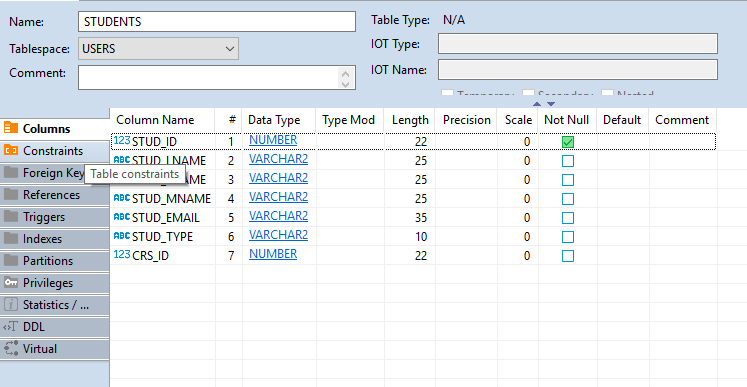 Name: STUDENTS Table Type: N/A
Tablespace: USERS IOT Type:
Comment: IOT Name:
Temporary Secondary Nested
Columns
Constraints
Foreign Key
Table constraints
References
Triggers
Indexes
Partitions
Privileges
Statistics / ...
DDL
Virtual
Column Name # Data Type Type Mod Length Precision Scale Not Null Default Comment
123 STUD_ID 1 NUMBER 22 0
ABC STUD_LNAME 2 VARCHAR2 25 0
3 VARCHAR2 25 0
ABC STUD_MNAME 4 VARCHAR2 25 0
ABC STUD_EMAIL 5 VARCHAR2 35 0
ABC STUD_TYPE 6 VARCHAR2 10 0
123 CRS_ID 7 NUMBER 22 0